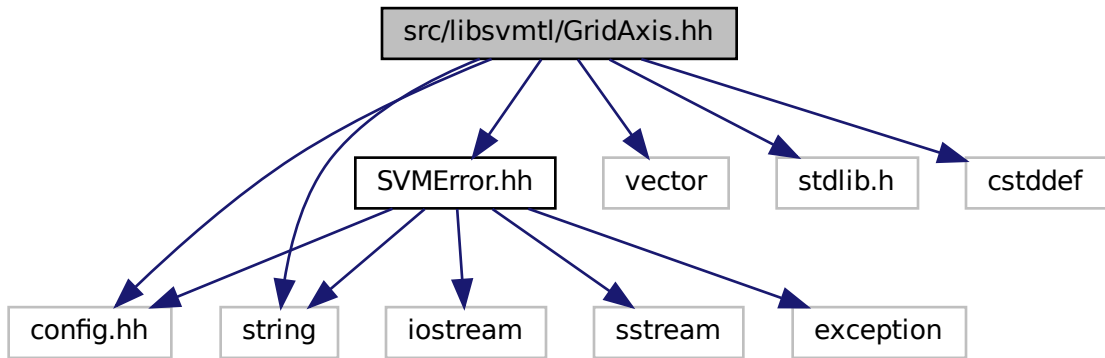 src/libsvmtl/GridAxis.hh
SVMError.hh
vector
stdlib.h
cstddef
config.hh
string
iostream
sstream
exception